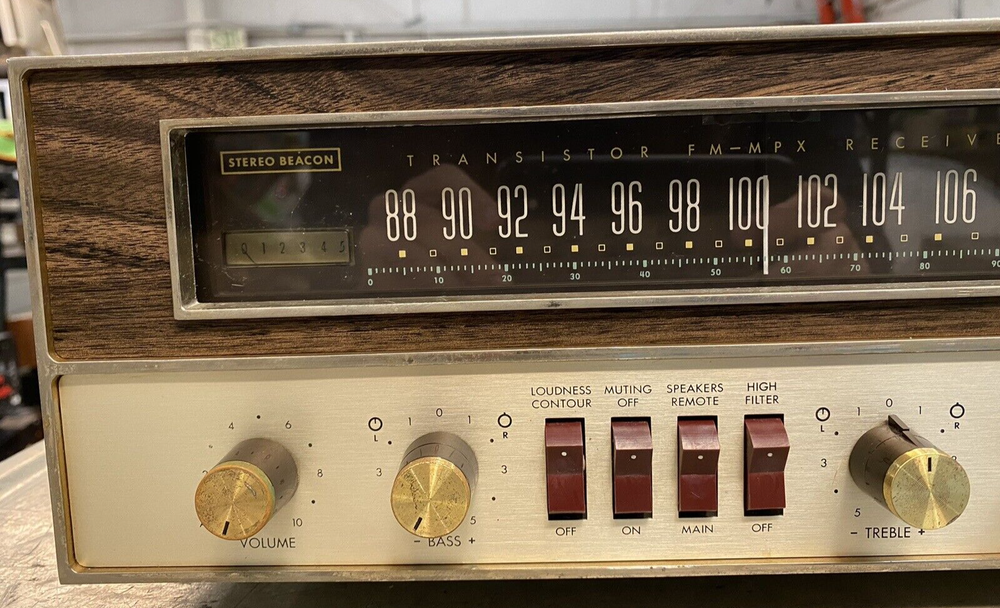 STEREO BEACON
TRANSISTOR FM-MPX RECEIV
88 90 92 94 96 98 100 102 104 106
0 1 2 3 4 5
0 10 20 30 40 50 60 70 80 90
LOUDNESS CONTOUR
MUTING OFF
SPEAKERS REMOTE
HIGH FILTER
4 6 8 10
VOLUME
L 1 0 1 R
3 3
5
- BASS +
OFF
ON
MAIN
OFF
L 1 0 1 R
3
5
- TREBLE +